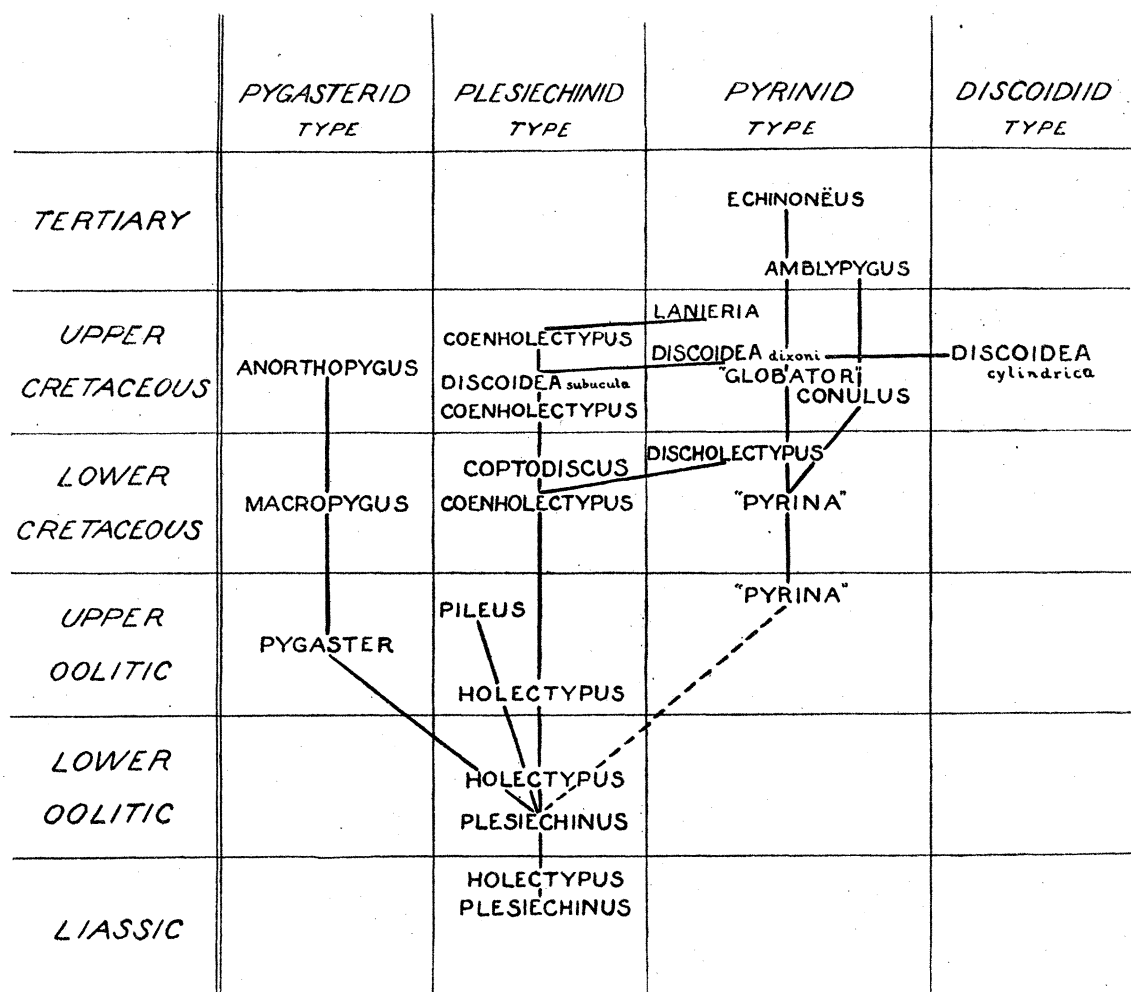 PYGASTERID TYPE
PLESIECHINID TYPE
PYRINID TYPE
DISCOIDIID TYPE
TERTIARY
ECHINONËUS
AMBLYPYGUS
UPPER CRETACEOUS
ANORTHOPYGUS
COENHOLECTYPUS
DISCOIDEA subucula
COENHOLECTYPUS
LANIERIA
DISCOIDEA dixoni
"GLOBATOR"
CONULUS
DISCOIDEA
cylindrica
LOWER CRETACEOUS
MACROPYGUS
COPTODISCUS
COENHOLECTYPUS
DISCHOLECTYPUS
"PYRINA"
UPPER OOLITIC
PYGASTER
PILEUS
HOLECTYPUS
"PYRINA"
LOWER OOLITIC
HOLECTYPUS
PLESIECHINUS
LIASSIC
HOLECTYPUS
PLESIECHINUS